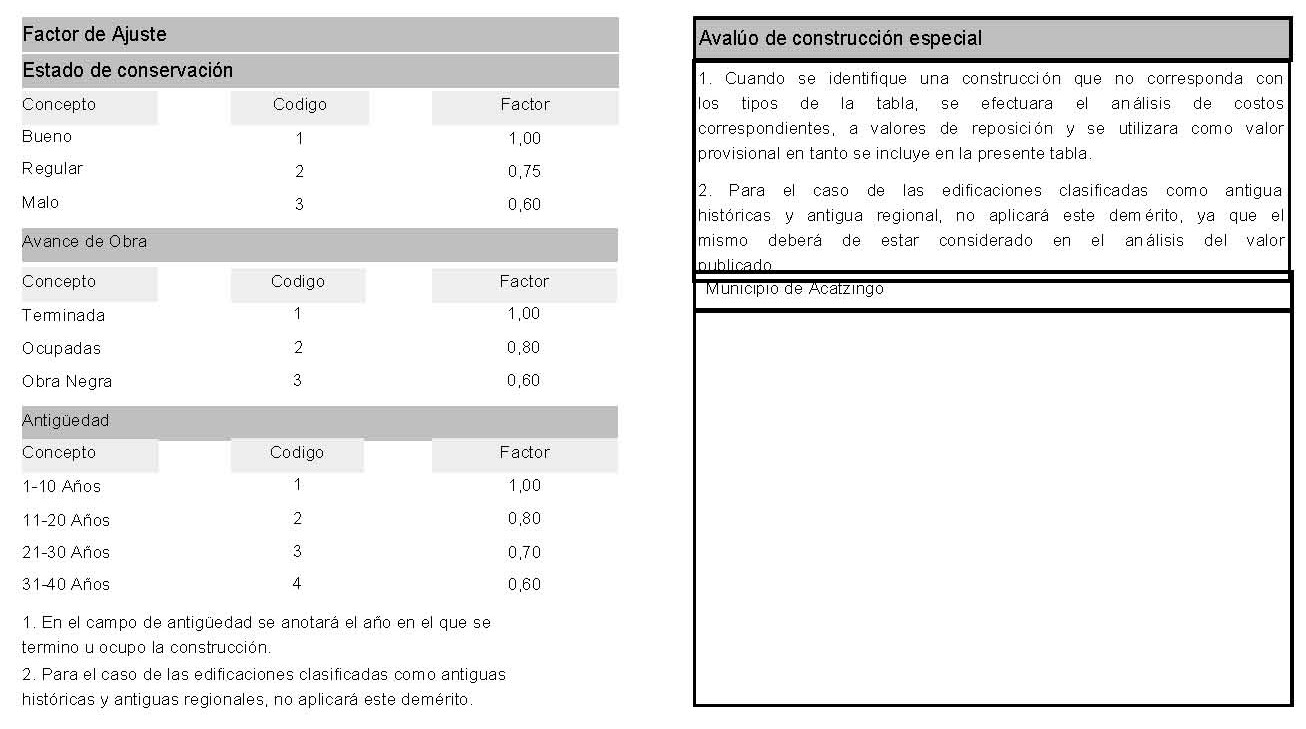 Factor de Ajuste
Estado de conservación
Concepto Codigo Factor
Bueno 1 1,00
Regular 2 0,75
Malo 3 0,60
Avance de Obra
Concepto Codigo Factor
Terminada 1 1,00
Ocupadas 2 0,80
Obra Negra 3 0,60
Antigüedad
Concepto Codigo Factor
1-10 Años 1 1,00
11-20 Años 2 0,80
21-30 Años 3 0,70
31-40 Años 4 0,60
1. En el campo de antigüedad se anotará el año en el que se
termino u ocupo la construcción.
2. Para el caso de las edificaciones clasificadas como antiguas
históricas y antiguas regionales, no aplicará este demérito.
Avalúo de construcción especial
1. Cuando se identifique una construcción que no corresponda con
los tipos de la tabla, se efectuara el análisis de costos
correspondientes, a valores de reposición y se utilizara como valor
provisional en tanto se incluye en la presente tabla.
2. Para el caso de las edificaciones clasificadas como antigua
históricas y antigua regional, no aplicará este demérito, ya que el
mismo deberá de estar considerado en el análisis del valor
publicado
Municipio de Acatzingo